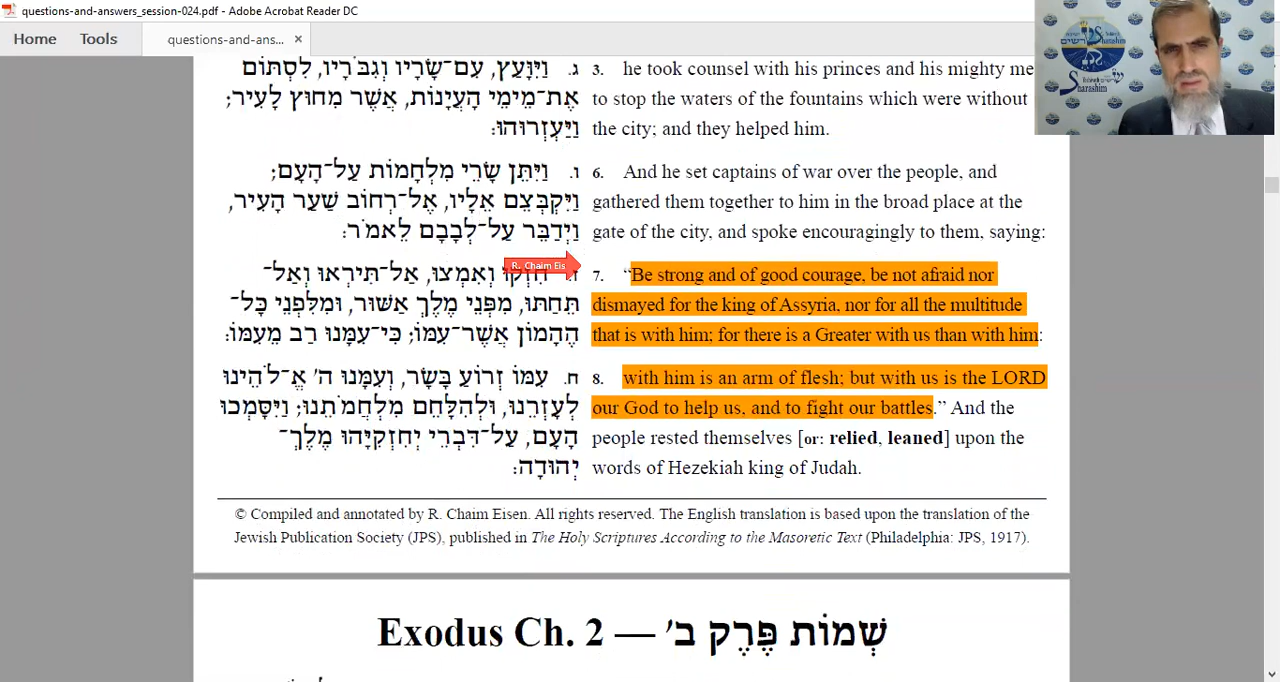 questions-and-answers_session-024.pdf - Adobe Acrobat Reader DC
Home Tools questions-and-ans... ×
ג. וַיִּוָּעַץ, עִם־שָׂרָיו וְגִבֹּרָיו, לִסְתּוֹם
אֶת־מֵימֵי הָעֲיָנוֹת, אֲשֶׁר מִחוּץ לָעִיר;
וַיַּעְזְרוּהוּ:
3. he took counsel with his princes and his mighty me
to stop the waters of the fountains which were without
the city; and they helped him.
ו. וַיִּתֵּן שָׂרֵי מִלְחָמוֹת עַל־הָעָם;
וַיִּקְבְּצֵם אֵלָיו, אֶל־רְחוֹב שַׁעַר הָעִיר,
וַיְדַבֵּר עַל־לְבָבָם לֵאמֹר:
6. And he set captains of war over the people, and
gathered them together to him in the broad place at the
gate of the city, and spoke encouragingly to them, saying:
R. Chaim Eis
חִזְקוּ וְאִמְצוּ, אַל־תִּירְאוּ וְאַל־
תֵּחַתּוּ, מִפְּנֵי מֶלֶךְ אַשּׁוּר, וּמִלִּפְנֵי כָּל־
הֶהָמוֹן אֲשֶׁר־עִמּוֹ; כִּי־עִמָּנוּ רַב מֵעִמּוֹ:
7. “Be strong and of good courage, be not afraid nor
dismayed for the king of Assyria, nor for all the multitude
that is with him; for there is a Greater with us than with him:
ח. עִמּוֹ זְרוֹעַ בָּשָׂר, וְעִמָּנוּ ה’ אֱ־לֹהֵינוּ
לְעָזְרֵנוּ, וּלְהִלָּחֵם מִלְחֲמֹתֵנוּ; וַיִּסָּמְכוּ
הָעָם, עַל־דִּבְרֵי יְחִזְקִיָּהוּ מֶלֶךְ־
יְהוּדָה:
8. with him is an arm of flesh; but with us is the LORD
our God to help us, and to fight our battles.” And the
people rested themselves [or: relied, leaned] upon the
words of Hezekiah king of Judah.
© Compiled and annotated by R. Chaim Eisen. All rights reserved. The English translation is based upon the translation of the
Jewish Publication Society (JPS), published in The Holy Scriptures According to the Masoretic Text (Philadelphia: JPS, 1917).
Exodus Ch. 2 — שְׁמוֹת פֶּרֶק ב’
Sharashim